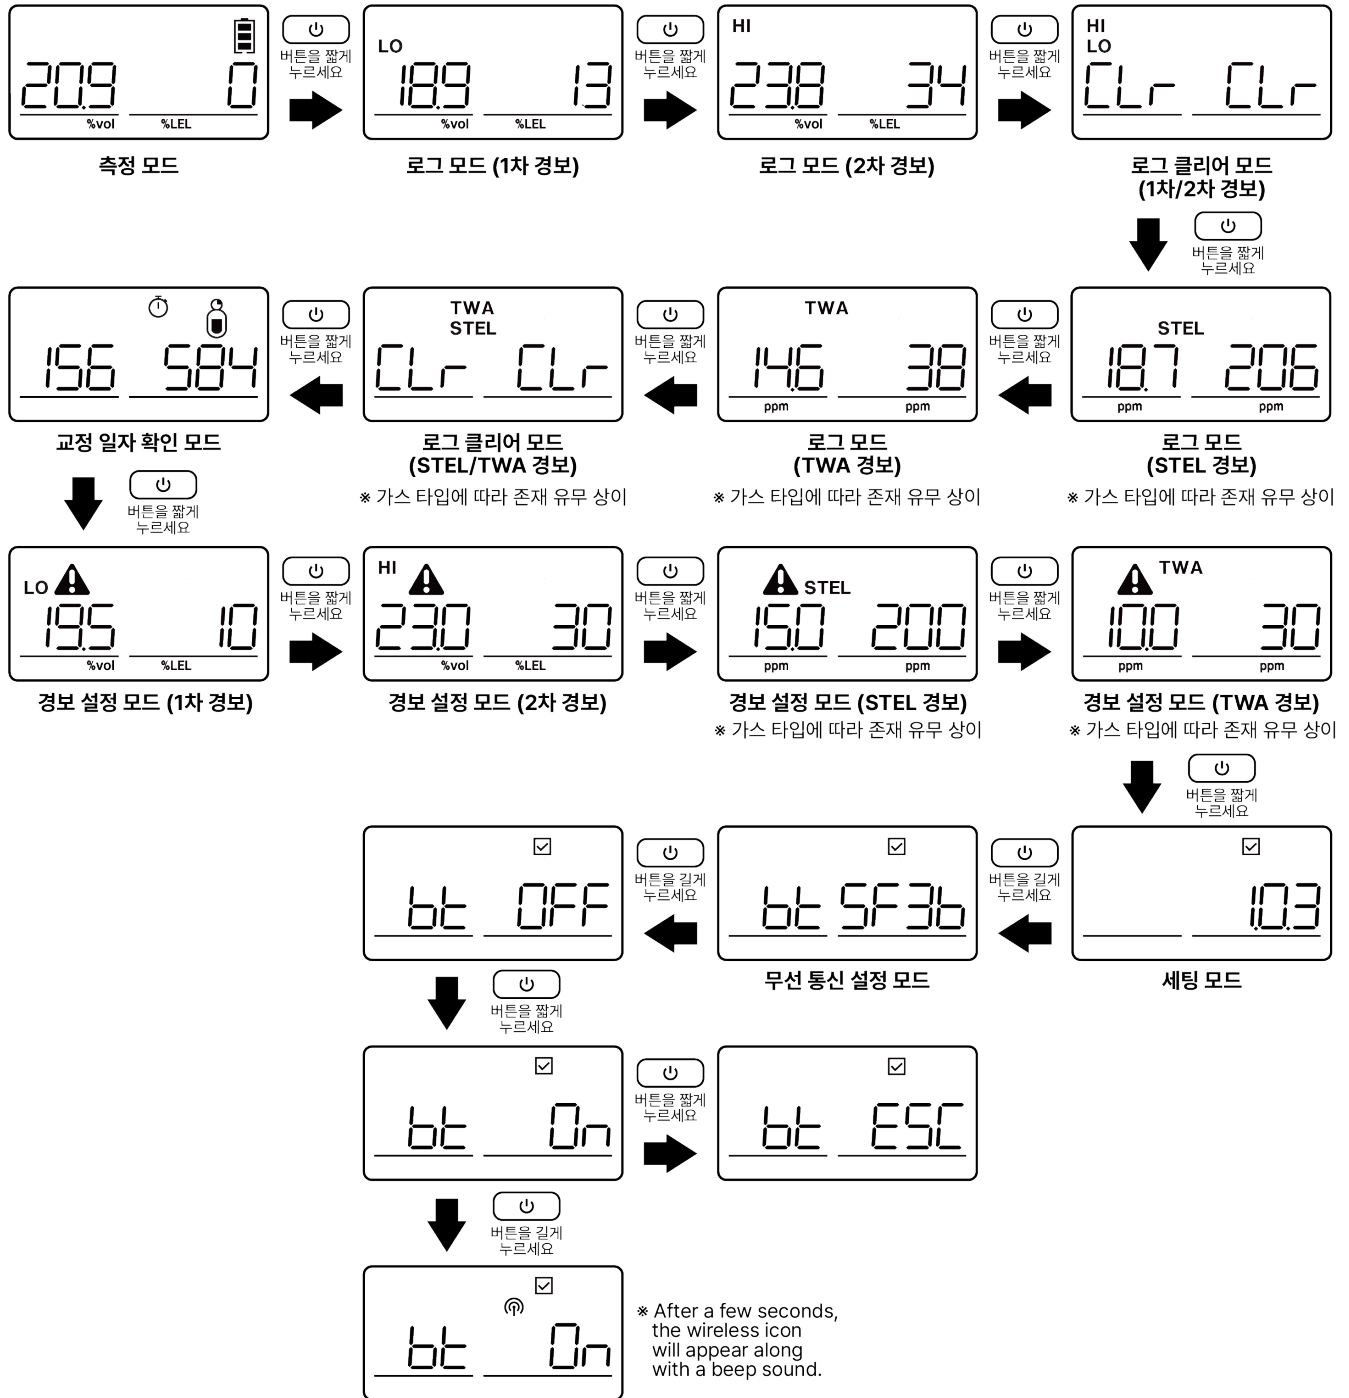 20.9 0
%vol %LEL
측정 모드
버튼을 짧게
누르세요
LO
18.9 13
%vol %LEL
로그 모드 (1차 경보)
버튼을 짧게
누르세요
HI
23.8 34
%vol %LEL
로그 모드 (2차 경보)
버튼을 짧게
누르세요
HI
LO
CLr CLr
로그 클리어 모드
(1차/2차 경보)
버튼을 짧게
누르세요
STEL
18.7 206
ppm ppm
로그 모드
(STEL 경보)
※ 가스 타입에 따라 존재 유무 상이
버튼을 짧게
누르세요
TWA
14.6 38
ppm ppm
로그 모드
(TWA 경보)
※ 가스 타입에 따라 존재 유무 상이
버튼을 짧게
누르세요
TWA
STEL
CLr CLr
로그 클리어 모드
(STEL/TWA 경보)
※ 가스 타입에 따라 존재 유무 상이
버튼을 짧게
누르세요
156 584
교정 일자 확인 모드
버튼을 짧게
누르세요
LO
19.5 10
%vol %LEL
경보 설정 모드 (1차 경보)
버튼을 짧게
누르세요
HI
23.0 30
%vol %LEL
경보 설정 모드 (2차 경보)
버튼을 짧게
누르세요
STEL
15.0 200
ppm ppm
경보 설정 모드 (STEL 경보)
※ 가스 타입에 따라 존재 유무 상이
버튼을 짧게
누르세요
TWA
10.0 30
ppm ppm
경보 설정 모드 (TWA 경보)
※ 가스 타입에 따라 존재 유무 상이
버튼을 짧게
누르세요
1.0.3
세팅 모드
버튼을 길게
누르세요
bt SF3b
무선 통신 설정 모드
버튼을 길게
누르세요
bt OFF
버튼을 짧게
누르세요
bt On
버튼을 짧게
누르세요
bt ESC
버튼을 길게
누르세요
bt On
※ After a few seconds,
the wireless icon
will appear along
with a beep sound.